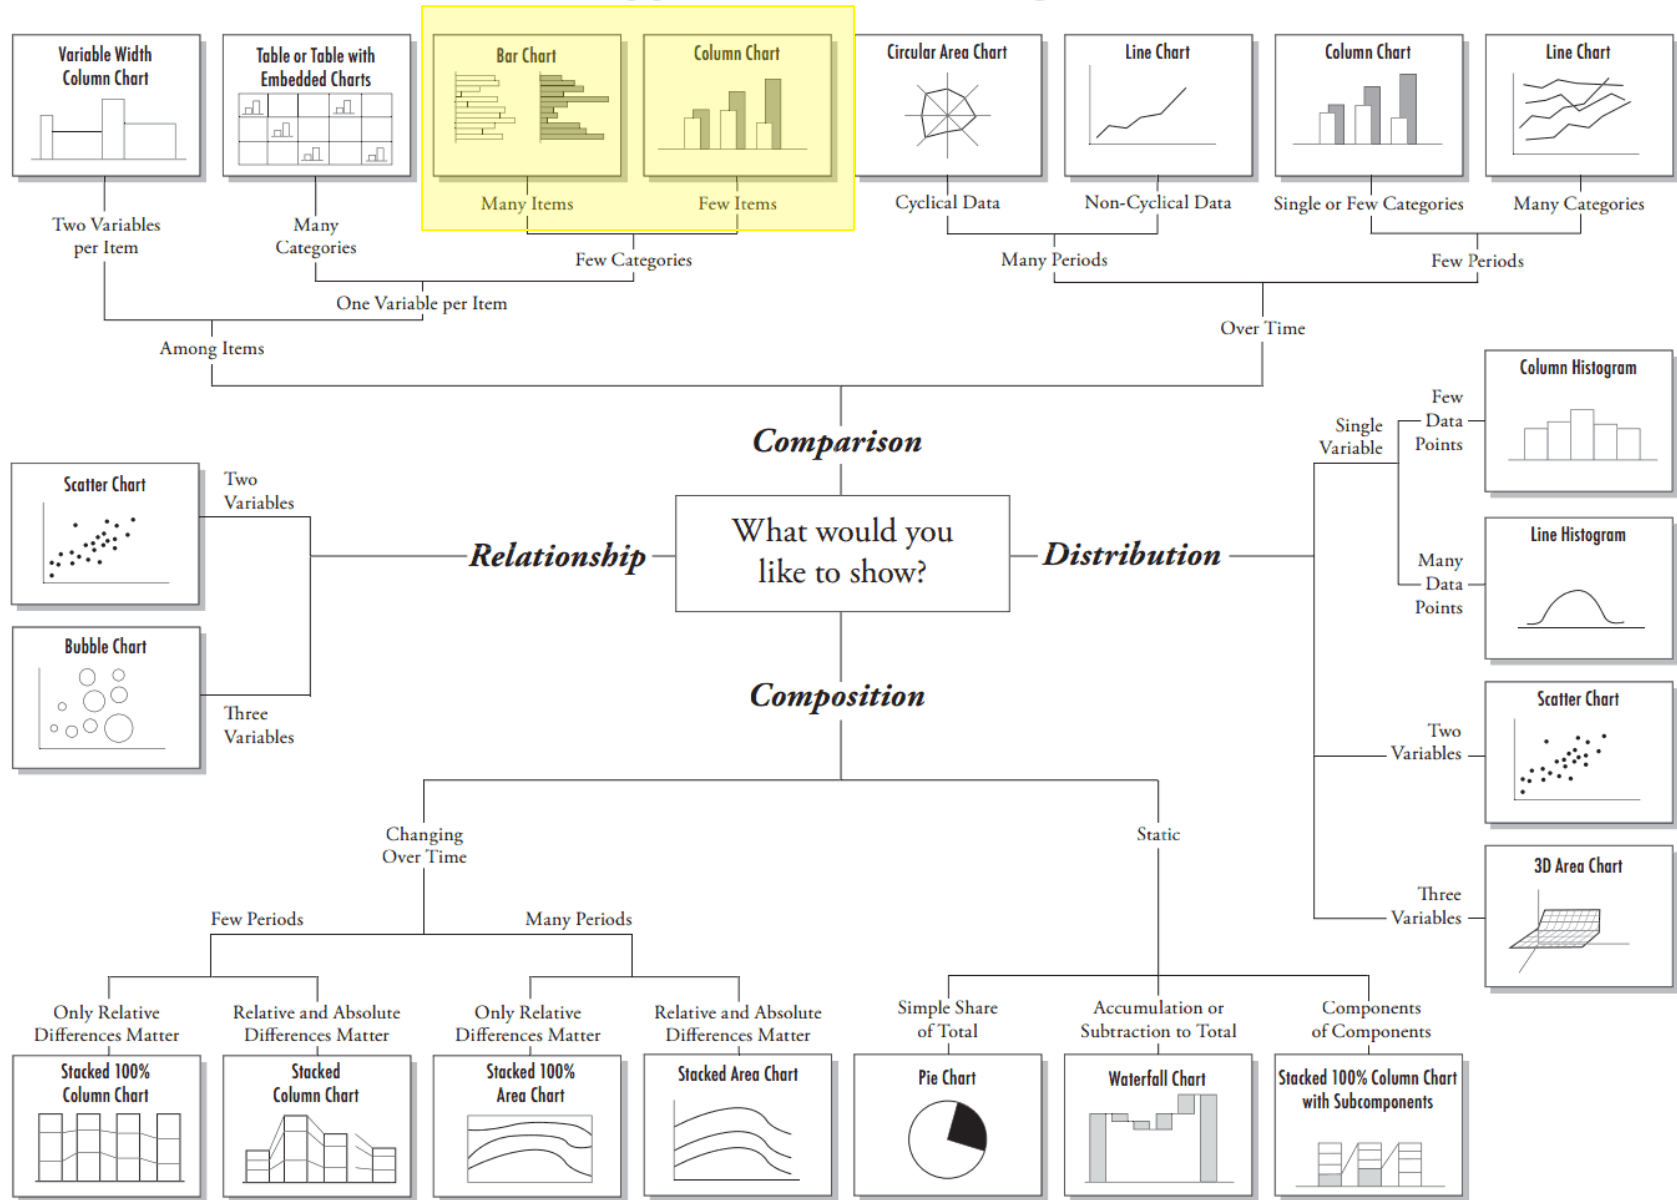 Variable Width
Column Chart
Table or Table with
Embedded Charts
Bar Chart
Column Chart
Circular Area Chart
Line Chart
Column Chart
Line Chart
Two Variables
per Item
Many
Categories
Many Items
Few Items
Cyclical Data
Non-Cyclical Data
Single or Few Categories
Many Categories
Few Categories
Many Periods
Few Periods
One Variable per Item
Among Items
Over Time
Comparison
What would you
like to show?
Relationship
Two
Variables
Scatter Chart
Three
Variables
Bubble Chart
Distribution
Single
Variable
Few
Data
Points
Column Histogram
Many
Data
Points
Line Histogram
Two
Variables
Scatter Chart
Three
Variables
3D Area Chart
Composition
Changing
Over Time
Static
Few Periods
Many Periods
Only Relative
Differences Matter
Relative and Absolute
Differences Matter
Only Relative
Differences Matter
Relative and Absolute
Differences Matter
Simple Share
of Total
Accumulation or
Subtraction to Total
Components
of Components
Stacked 100%
Column Chart
Stacked
Column Chart
Stacked 100%
Area Chart
Stacked Area Chart
Pie Chart
Waterfall Chart
Stacked 100% Column Chart
with Subcomponents